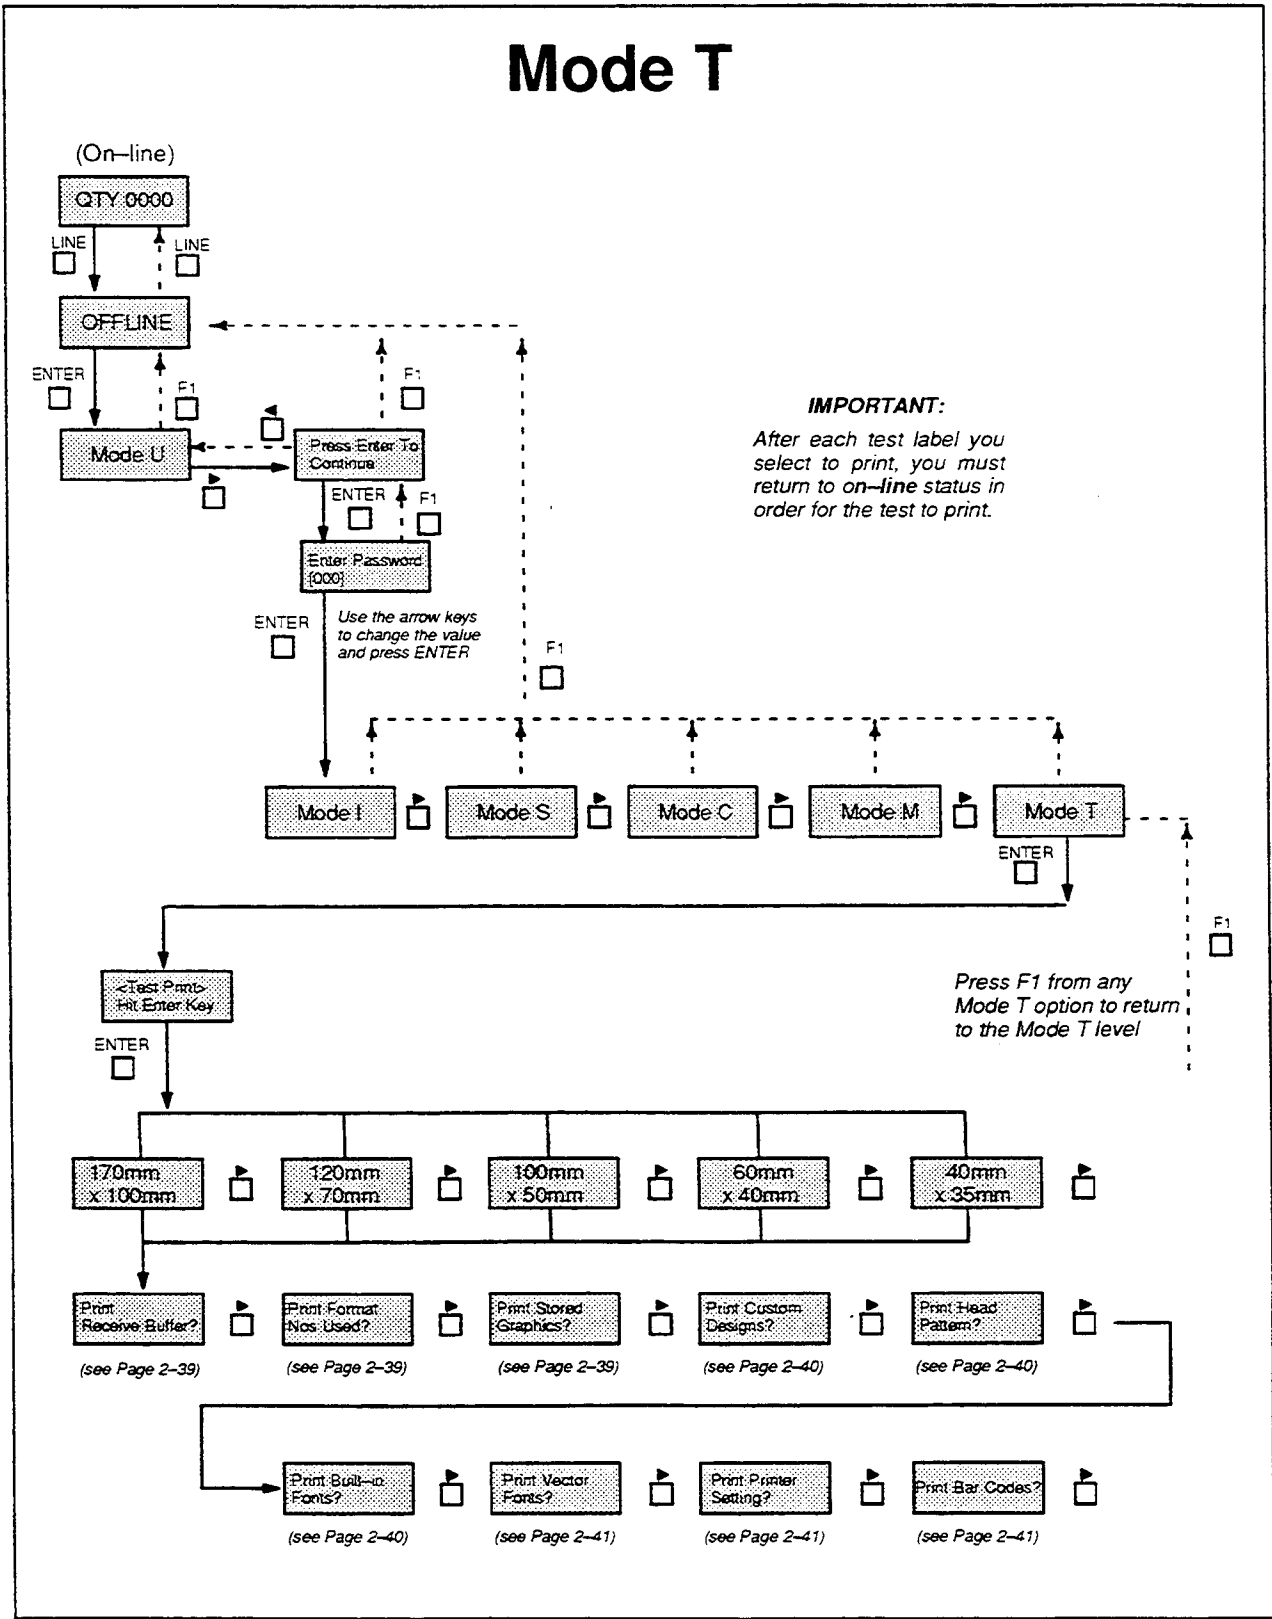 Mode T
(On–line)
QTY 0000
LINE
LINE
OFFLINE
ENTER
F1
F1
Mode U
Press Enter To
Continue
ENTER
F1
Enter Password
[000]
ENTER
Use the arrow keys
to change the value
and press ENTER
F1
IMPORTANT:
After each test label you
select to print, you must
return to on–line status in
order for the test to print.
Mode I
Mode S
Mode C
Mode M
Mode T
ENTER
F1
Press F1 from any
Mode T option to return
to the Mode T level
<Test Print>
Hit Enter Key
ENTER
170mm
x 100mm
120mm
x 70mm
100mm
x 50mm
60mm
x 40mm
40mm
x 35mm
Print
Receive Buffer?
Print Format
Nos Used?
Print Stored
Graphics?
Print Custom
Designs?
Print Head
Pattern?
(see Page 2–39)
(see Page 2–39)
(see Page 2–39)
(see Page 2–40)
(see Page 2–40)
Print Built–in
Fonts?
Print Vector
Fonts?
Print Printer
Setting?
Print Bar Codes?
(see Page 2–40)
(see Page 2–41)
(see Page 2–41)
(see Page 2–41)